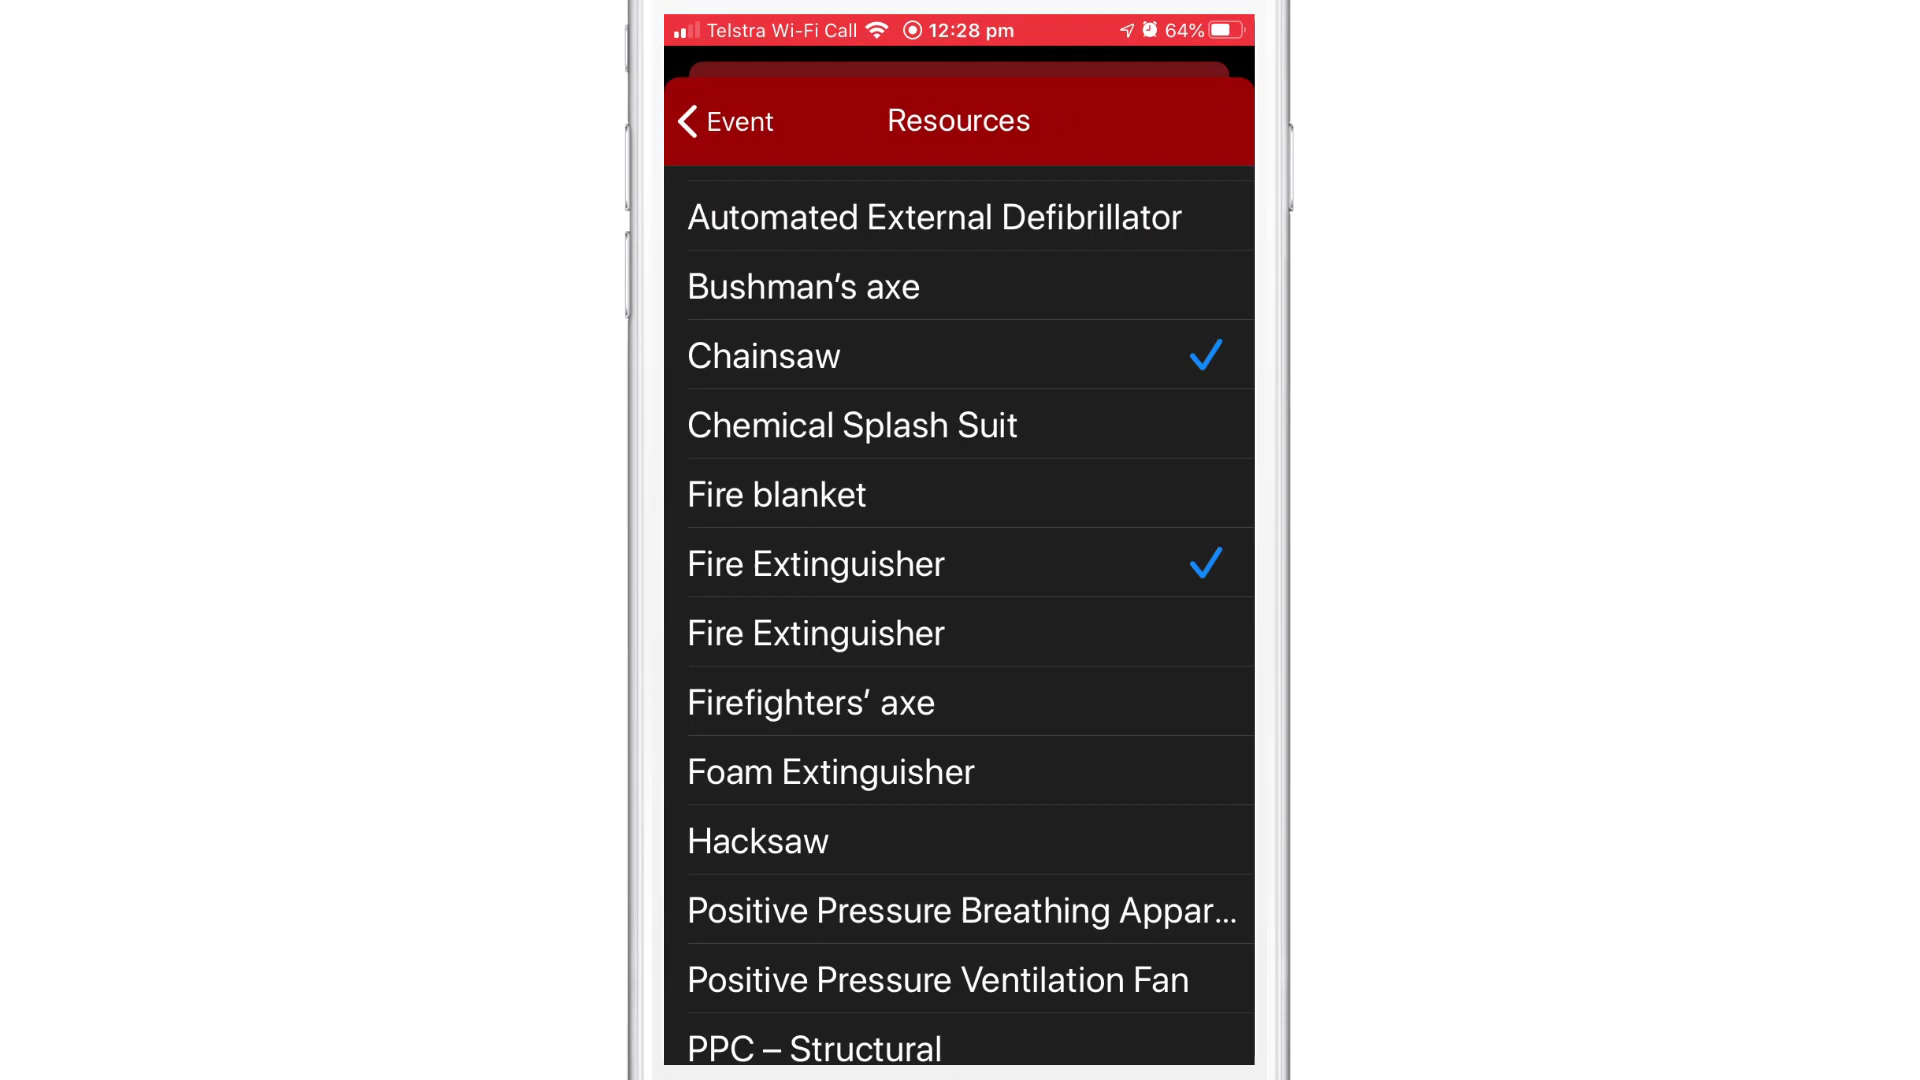 Telstra Wi-Fi Call 12:28 pm 64%
Event Resources
Automated External Defibrillator
Bushman’s axe
Chainsaw
Chemical Splash Suit
Fire blanket
Fire Extinguisher
Fire Extinguisher
Firefighters’ axe
Foam Extinguisher
Hacksaw
Positive Pressure Breathing Appar...
Positive Pressure Ventilation Fan
PPC – Structural